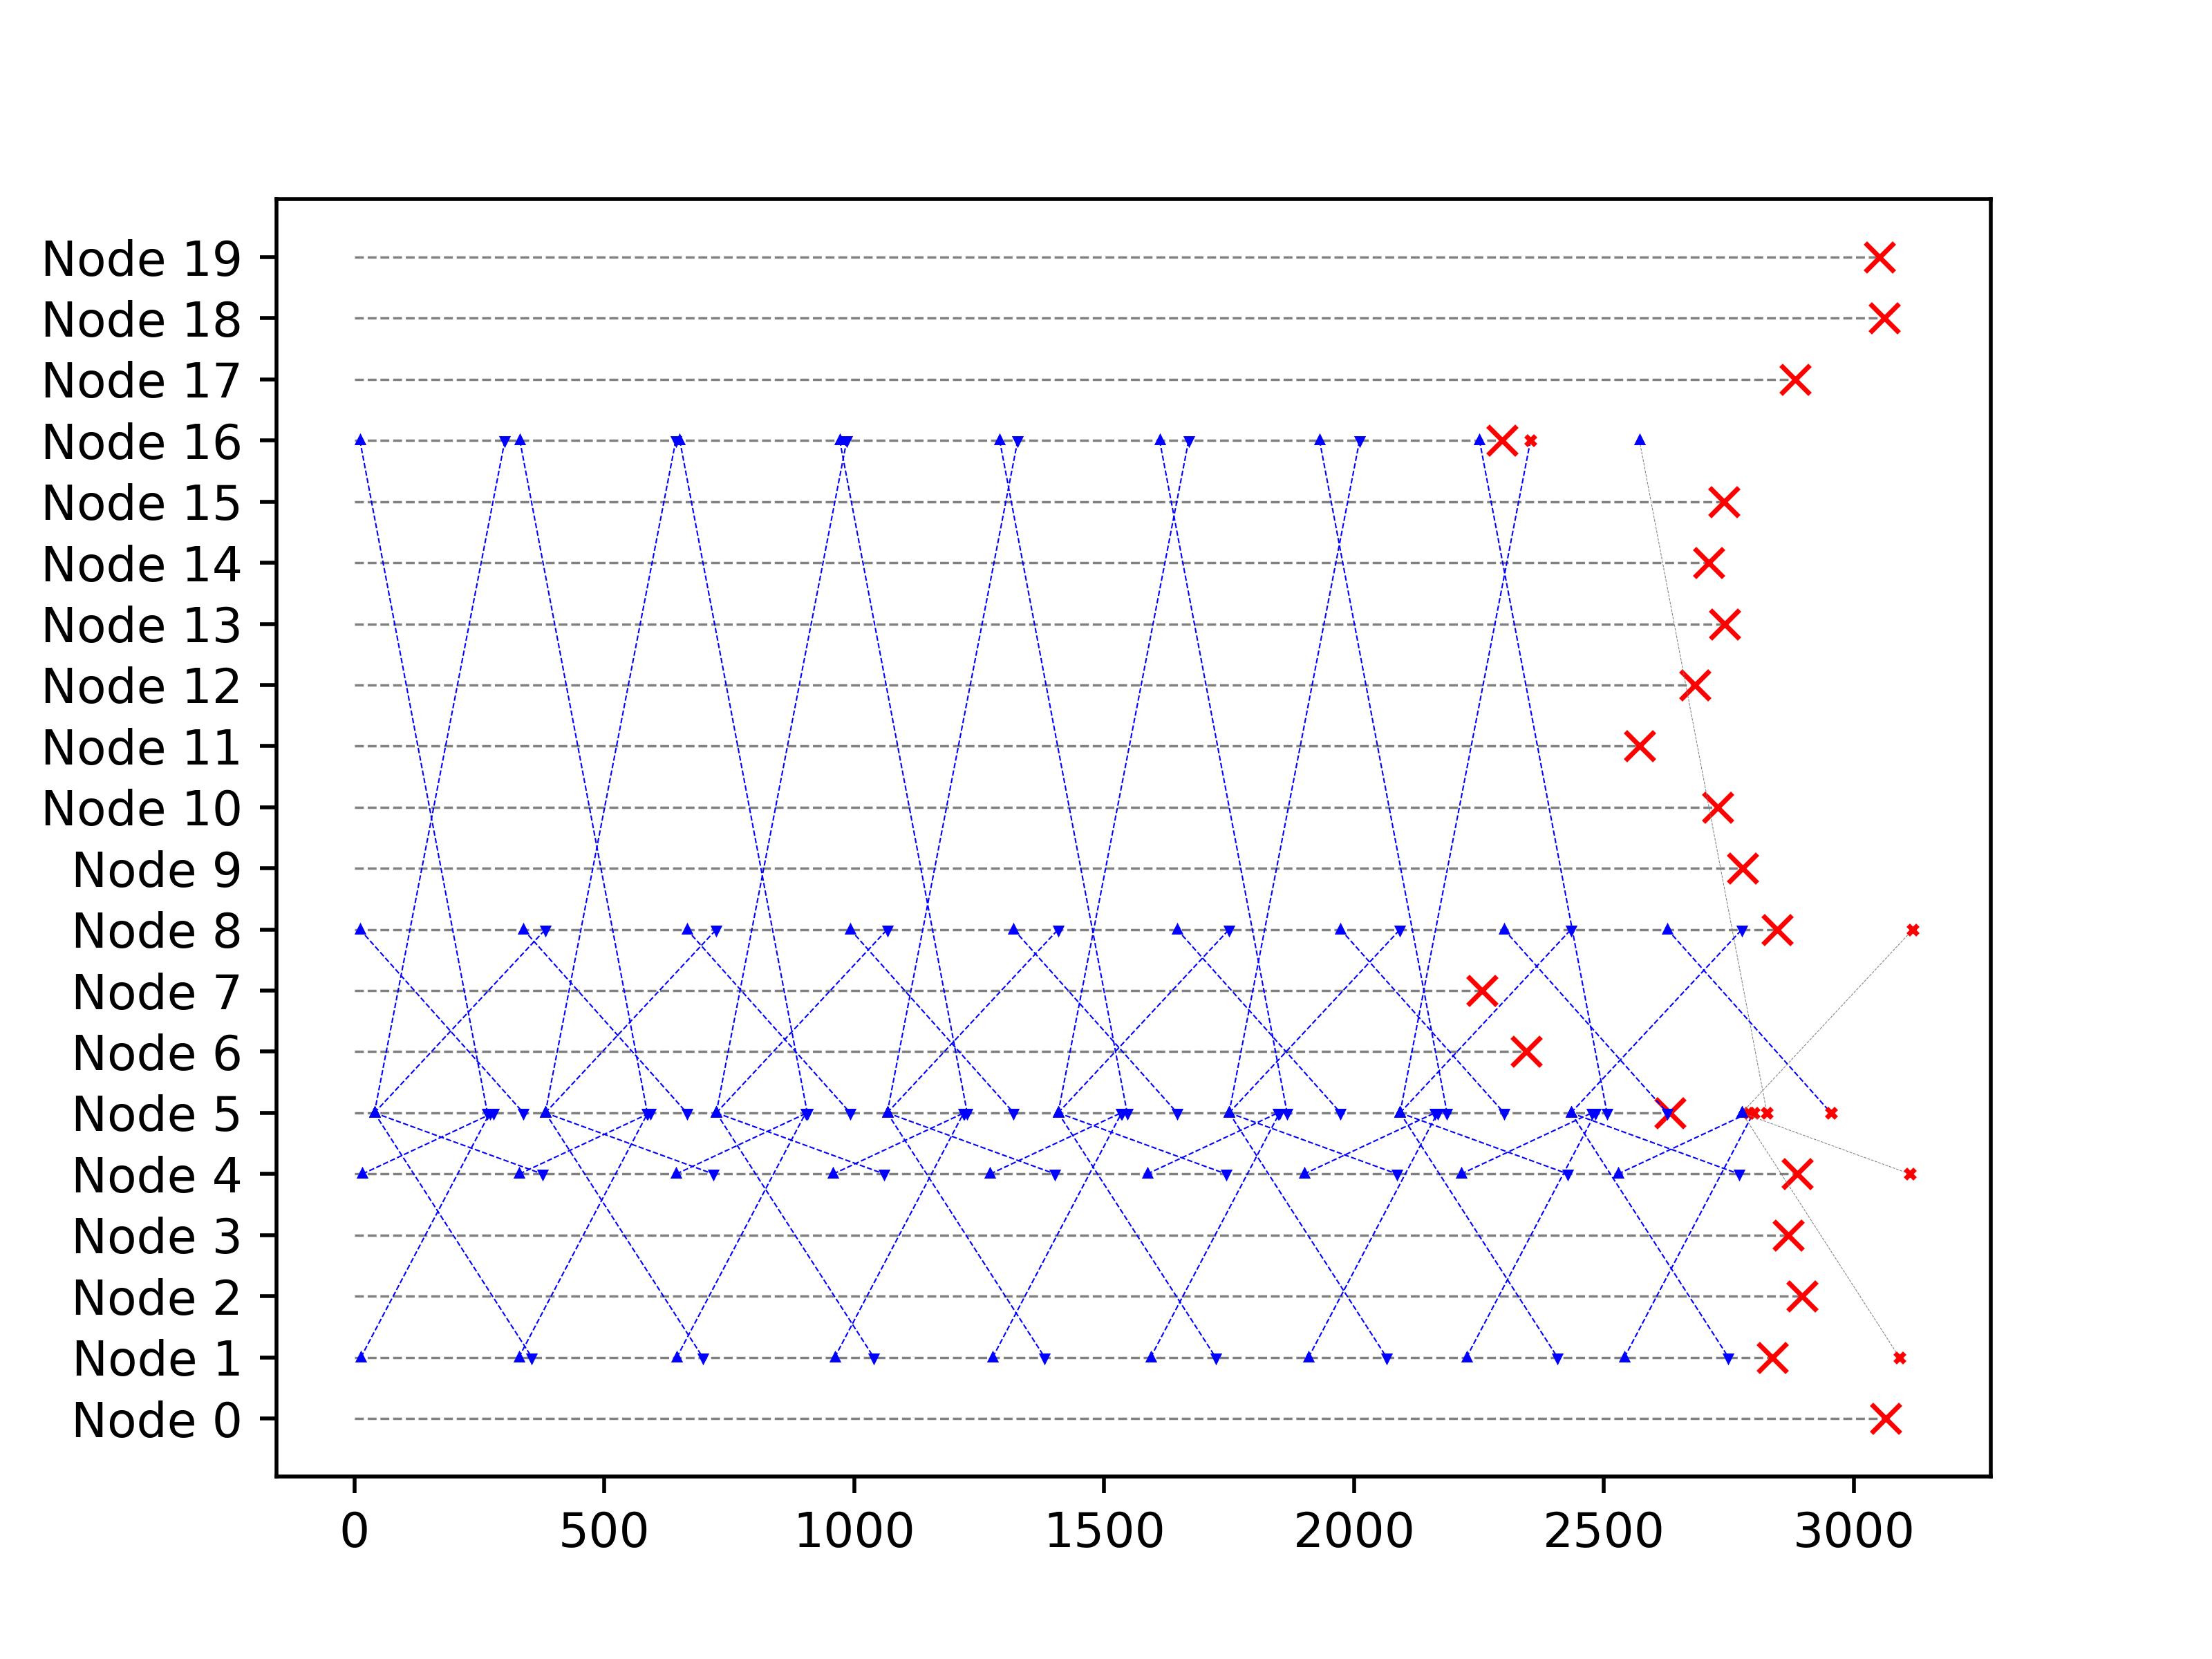 Node 19
Node 18
Node 17
Node 16
Node 15
Node 14
Node 13
Node 12
Node 11
Node 10
Node 9
Node 8
Node 7
Node 6
Node 5
Node 4
Node 3
Node 2
Node 1
Node 0
0 500 1000 1500 2000 2500 3000